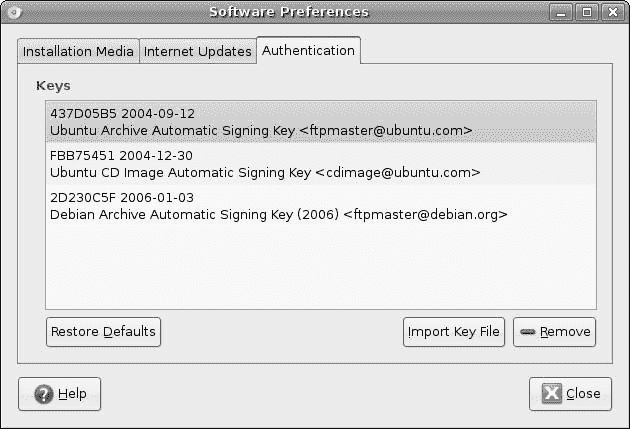 Software Preferences
Installation Media
Internet Updates
Authentication
Keys
437D05B5 2004-09-12
Ubuntu Archive Automatic Signing Key <ftpmaster@ubuntu.com>
FBB75451 2004-12-30
Ubuntu CD Image Automatic Signing Key <cdimage@ubuntu.com>
2D230C5F 2006-01-03
Debian Archive Automatic Signing Key (2006) <ftpmaster@debian.org>
Restore Defaults
Import Key File
Remove
Help
Close